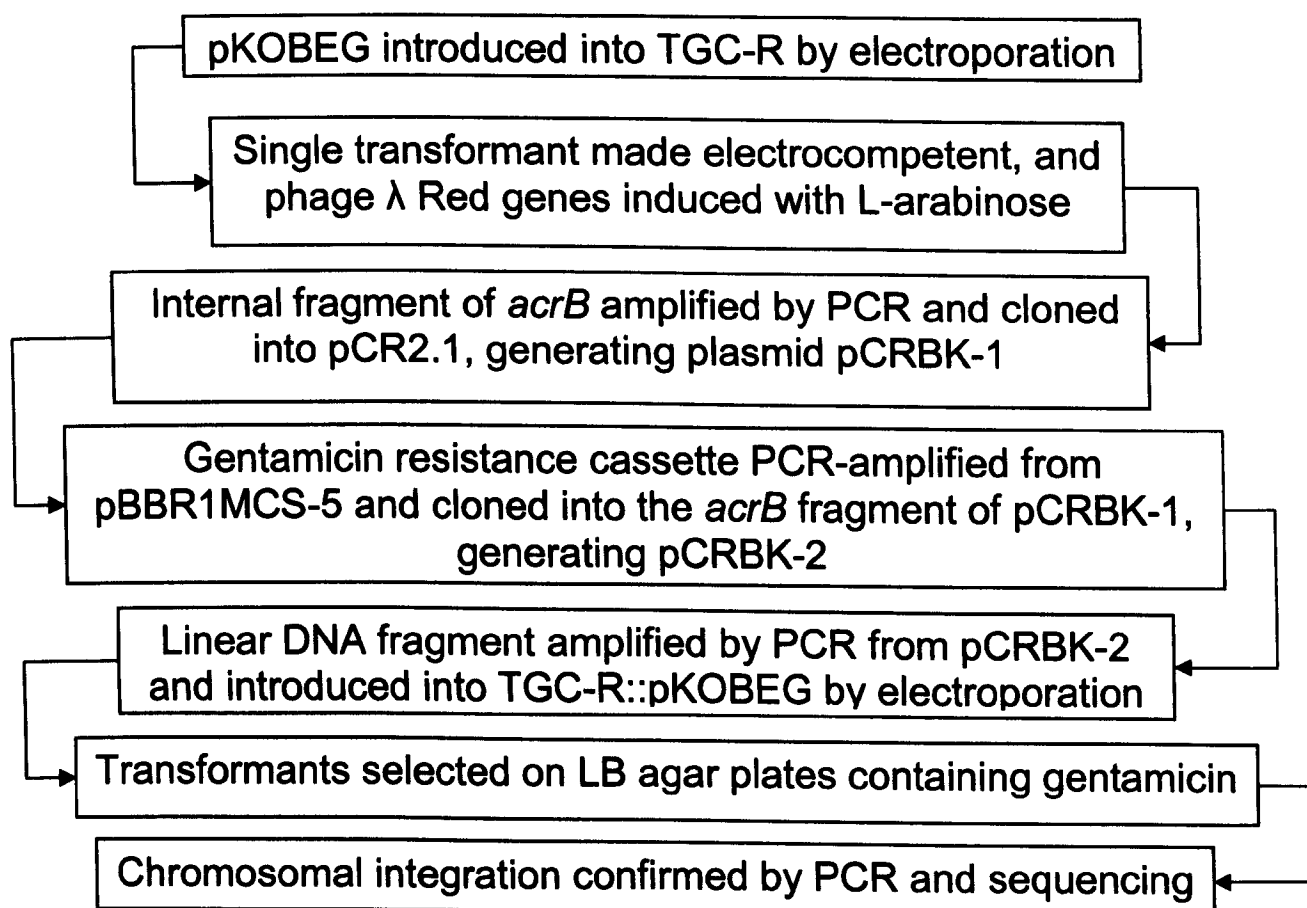 pKOBEG introduced into TGC-R by electroporation
Single transformant made electrocompetent, and
phage λ Red genes induced with L-arabinose
Internal fragment of acrB amplified by PCR and cloned
into pCR2.1, generating plasmid pCRBK-1
Gentamicin resistance cassette PCR-amplified from
pBBR1MCS-5 and cloned into the acrB fragment of pCRBK-1,
generating pCRBK-2
Linear DNA fragment amplified by PCR from pCRBK-2
and introduced into TGC-R::pKOBEG by electroporation
Transformants selected on LB agar plates containing gentamicin
Chromosomal integration confirmed by PCR and sequencing